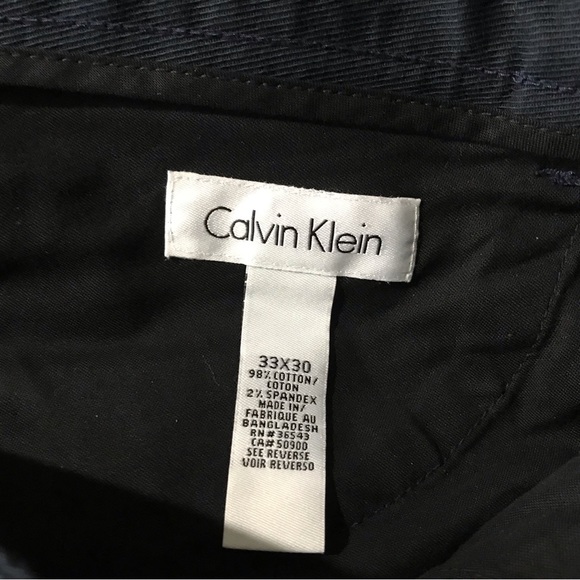 Calvin Klein
33X30
98% COTTON/
COTON
2% SPANDEX
MADE IN/
FABRIQUE AU
BANGLADESH
RN#36543
CA#50900
SEE REVERSE
VOIR REVERSO